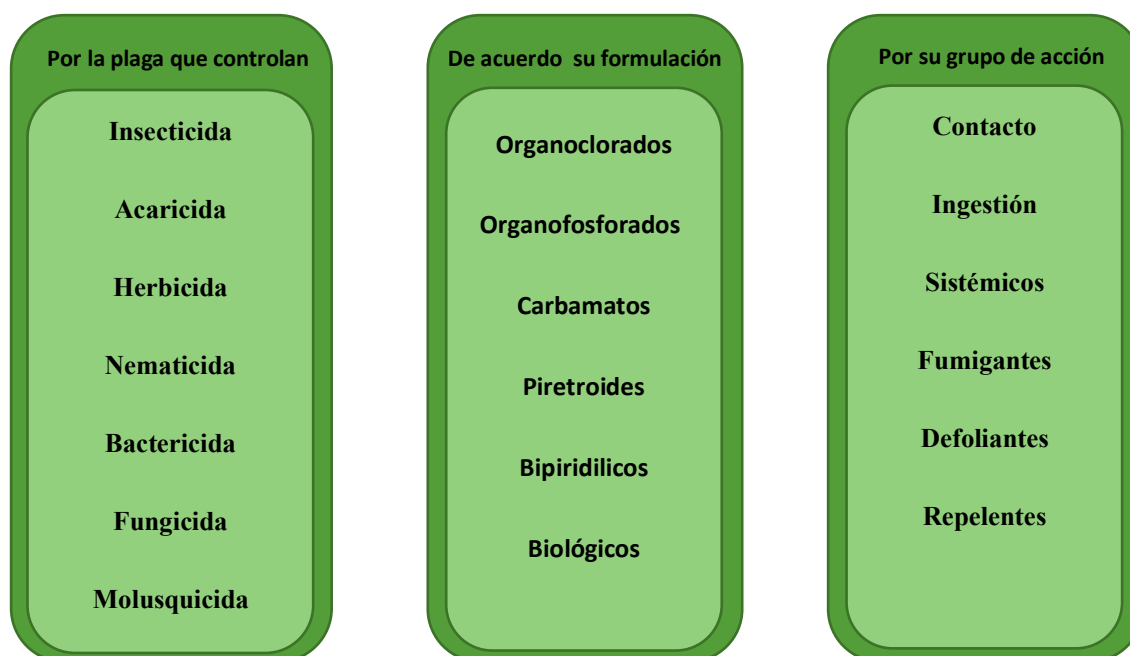 Por la plaga que controlan
Insecticida
Acaricida
Herbicida
Nematicida
Bactericida
Fungicida
Molusquicida
De acuerdo su formulación
Organoclorados
Organofosforados
Carbamatos
Piretroides
Bipiridilicos
Biológicos
Por su grupo de acción
Contacto
Ingestión
Sistémicos
Fumigantes
Defoliantes
Repelentes